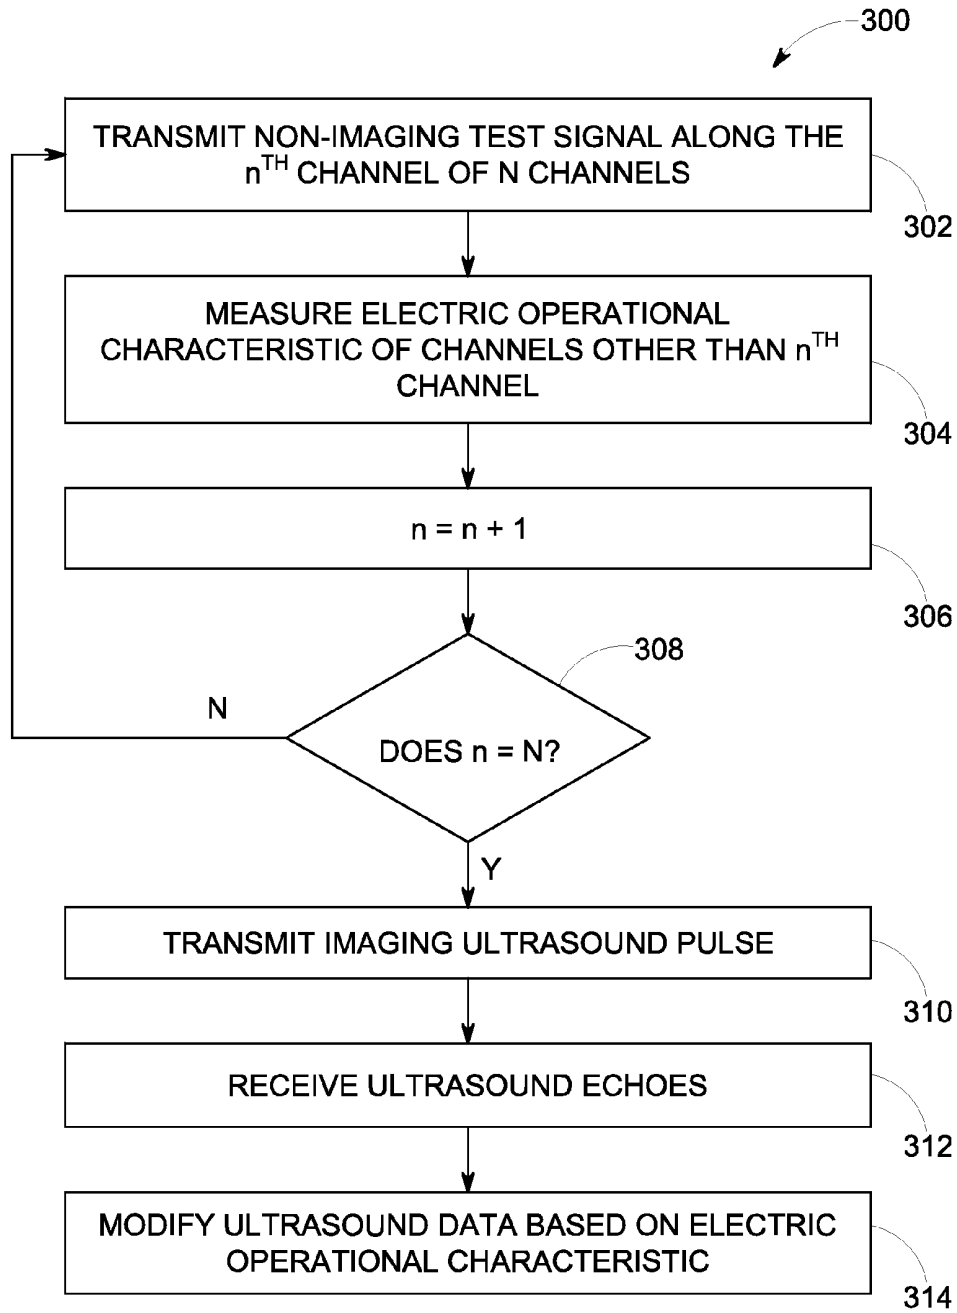 300
TRANSMIT NON-IMAGING TEST SIGNAL ALONG THE
nTH CHANNEL OF N CHANNELS
302
MEASURE ELECTRIC OPERATIONAL
CHARACTERISTIC OF CHANNELS OTHER THAN nTH
CHANNEL
304
n = n + 1
306
308
DOES n = N?
N
Y
TRANSMIT IMAGING ULTRASOUND PULSE
310
RECEIVE ULTRASOUND ECHOES
312
MODIFY ULTRASOUND DATA BASED ON ELECTRIC
OPERATIONAL CHARACTERISTIC
314